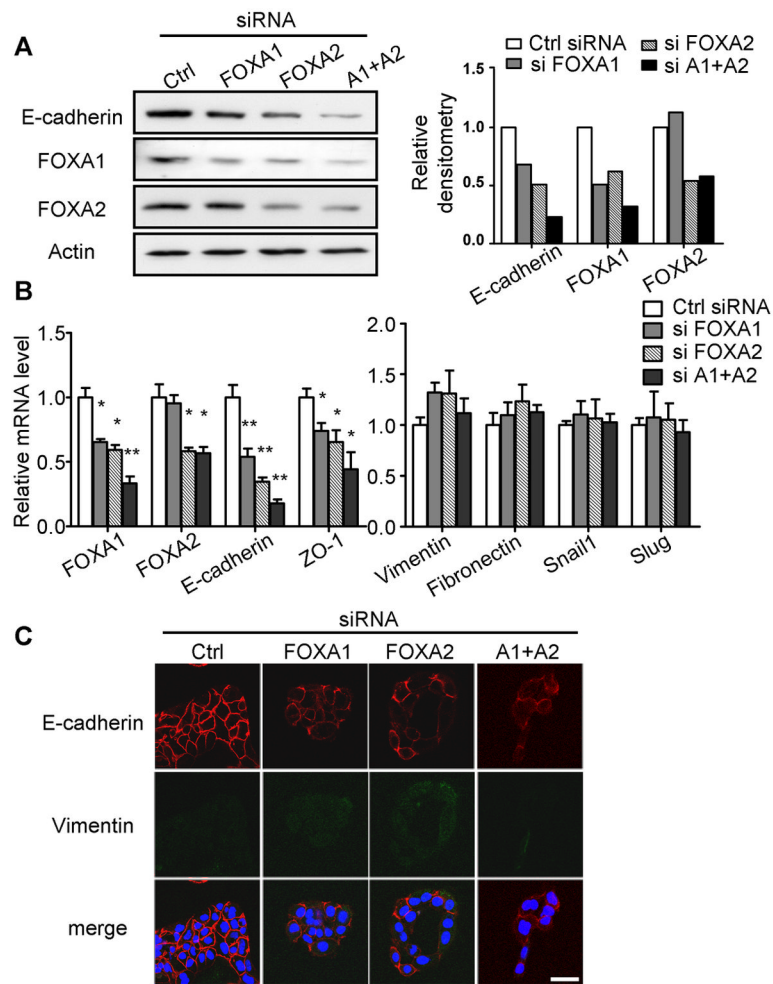 A
siRNA
Ctrl FOXA1 FOXA2 A1+A2
E-cadherin
FOXA1
FOXA2
Actin
Ctrl siRNA si FOXA2
si FOXA1 si A1+A2
Relative densitometry
1.0
0.5
0.0
E-cadherin FOXA1 FOXA2
B
Relative mRNA level
1.5
1.0
0.5
0.0
* * **
* *
** ** **
* * *
FOXA1 FOXA2 E-cadherin ZO-1
2.0
1.5
1.0
0.5
0.0
Ctrl siRNA
si FOXA1
si FOXA2
si A1+A2
Vimentin Fibronectin Snail1 Slug
C
siRNA
Ctrl FOXA1 FOXA2 A1+A2
E-cadherin
Vimentin
merge